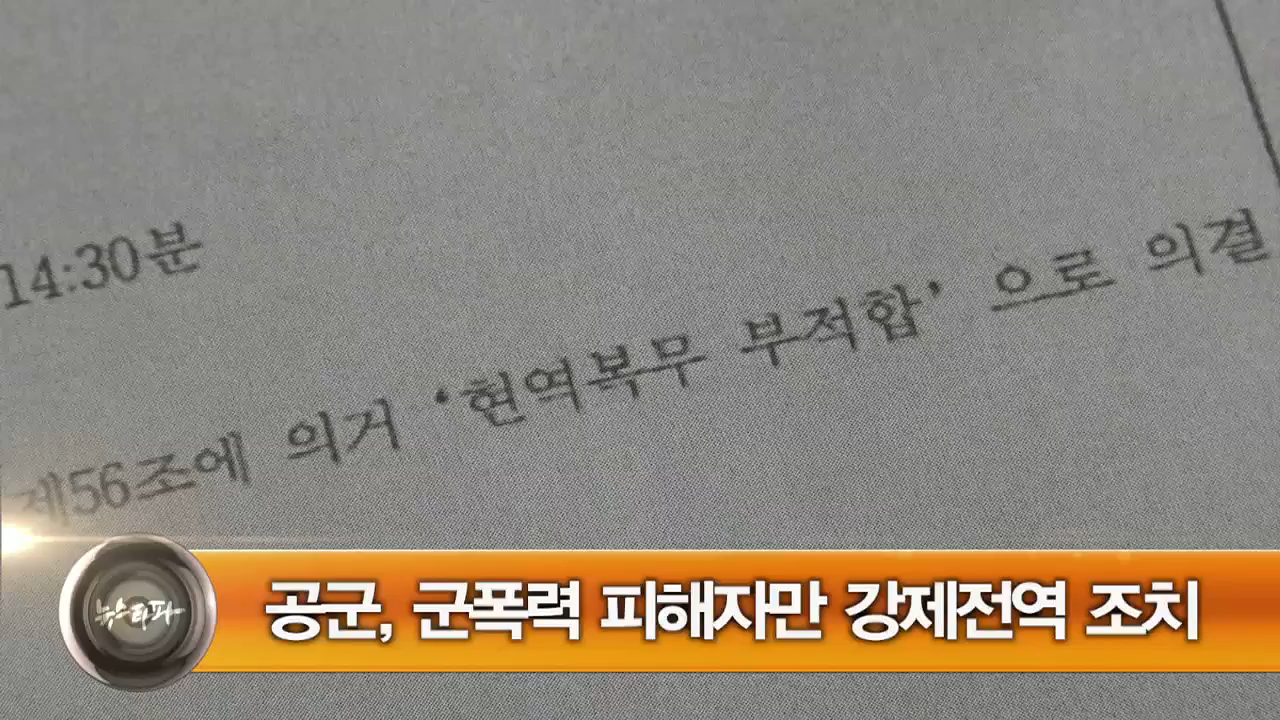 14:30분
제56조에 의거 ‘현역복무 부적합’ 으로 의결
뉴스타파
공군, 군폭력 피해자만 강제전역 조치